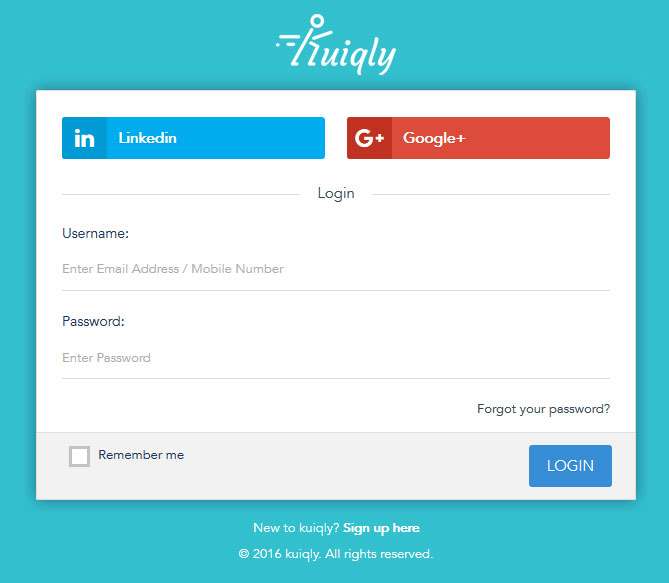 Kuiqly
in Linkedin
G+ Google+
Login
Username:
Enter Email Address / Mobile Number
Password:
Enter Password
Forgot your password?
Remember me
LOGIN
New to kuiqly? Sign up here
© 2016 kuiqly. All rights reserved.